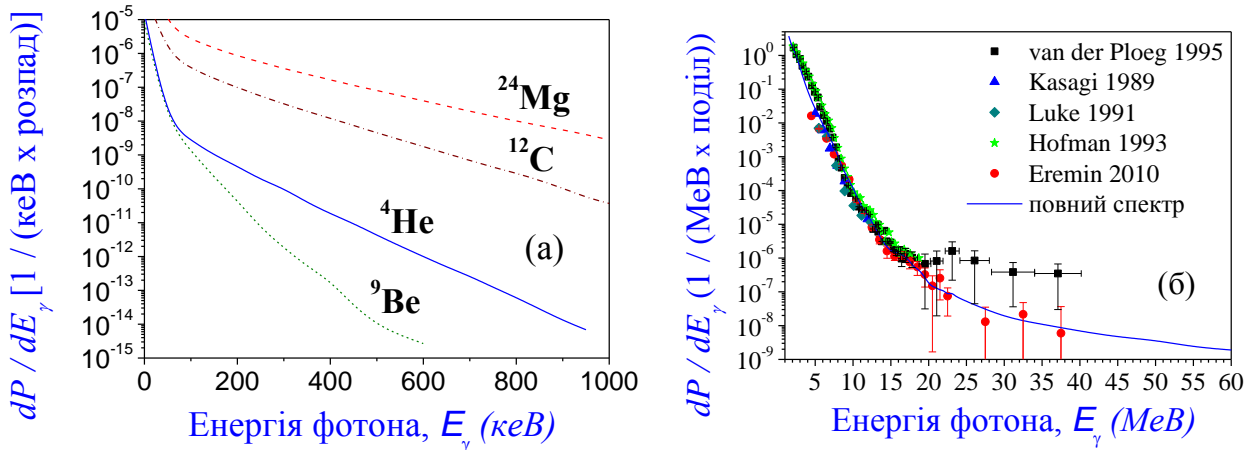 dP / dE_γ [1 / (кеВ x розпад)]
10^-5
10^-6
10^-7
10^-8
10^-9
10^-10
10^-11
10^-12
10^-13
10^-14
10^-15
^24Mg
^12C
^4He
^9Be
(а)
0 200 400 600 800 1000
Енергія фотона, E_γ (кеВ)
dP / dE_γ (1 / (МеВ x поділ))
10^0
10^-1
10^-2
10^-3
10^-4
10^-5
10^-6
10^-7
10^-8
10^-9
van der Ploeg 1995
Kasagi 1989
Luke 1991
Hofman 1993
Eremin 2010
повний спектр
(б)
5 10 15 20 25 30 35 40 45 50 55 60
Енергія фотона, E_γ (МеВ)